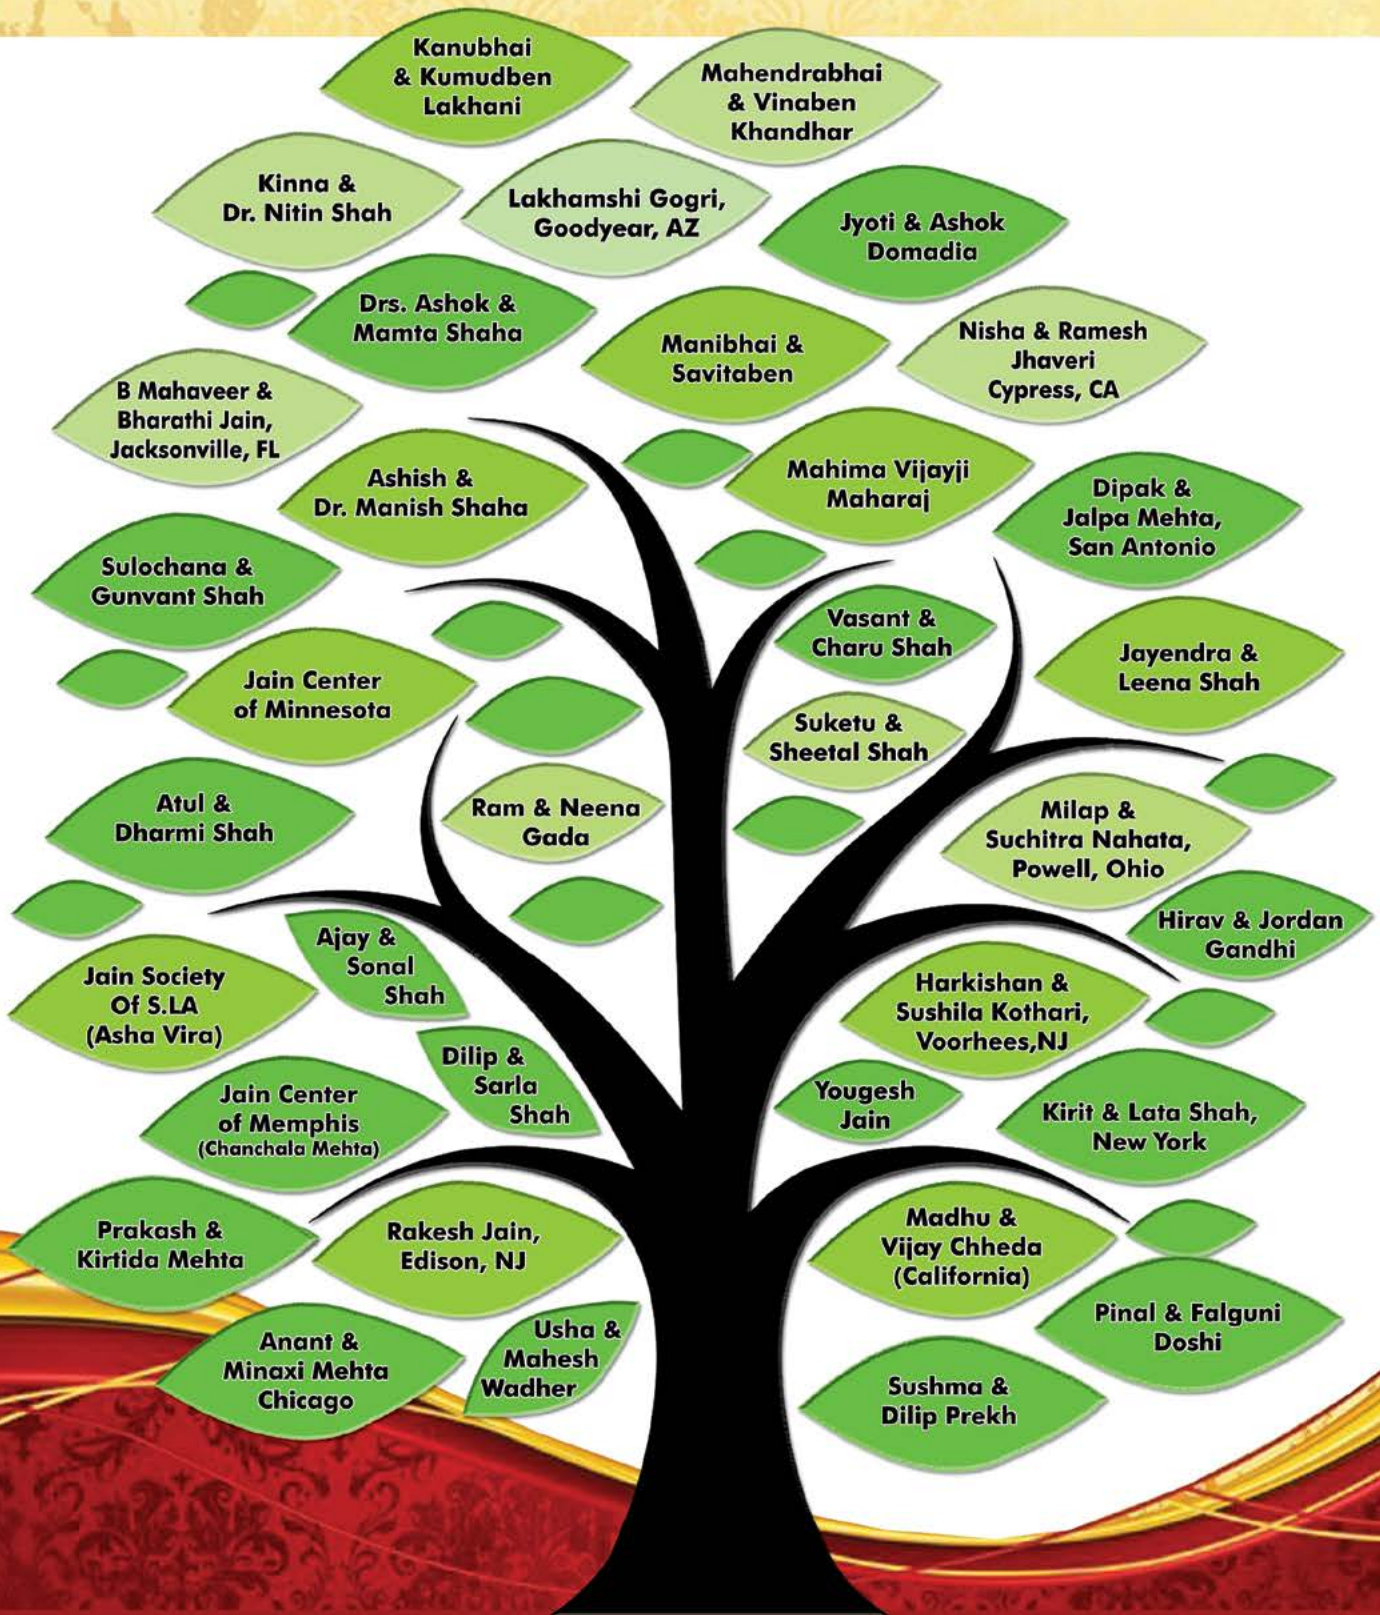 Kanubhai
& Kumudben
Lakhani
Mahendrabhai
& Vinaben
Khandhar
Kinna &
Dr. Nitin Shah
Lakhamshi Gogri,
Goodyear, AZ
Jyoti & Ashok
Domadia
Drs. Ashok &
Mamta Shaha
Manibhai &
Savitaben
Nisha & Ramesh
Jhaveri
Cypress, CA
B Mahaveer &
Bharathi Jain,
Jacksonville, FL
Ashish &
Dr. Manish Shaha
Mahima Vijayji
Maharaj
Dipak &
Jalpa Mehta,
San Antonio
Sulochana &
Gunvant Shah
Vasant &
Charu Shah
Jayendra &
Leena Shah
Jain Center
of Minnesota
Suketu &
Sheetal Shah
Atul &
Dharmi Shah
Ram & Neena
Gada
Milap &
Suchitra Nahata,
Powell, Ohio
Hirav & Jordan
Gandhi
Ajay &
Sonal
Shah
Jain Society
Of S.LA
(Asha Vira)
Harkishan &
Sushila Kothari,
Voorhees,NJ
Dilip &
Sarla
Shah
Jain Center
of Memphis
(Chanchala Mehta)
Yougesh
Jain
Kirit & Lata Shah,
New York
Prakash &
Kirtida Mehta
Rakesh Jain,
Edison, NJ
Madhu &
Vijay Chheda
(California)
Pinal & Falguni
Doshi
Anant &
Minaxi Mehta
Chicago
Usha &
Mahesh
Wadher
Sushma &
Dilip Prekh